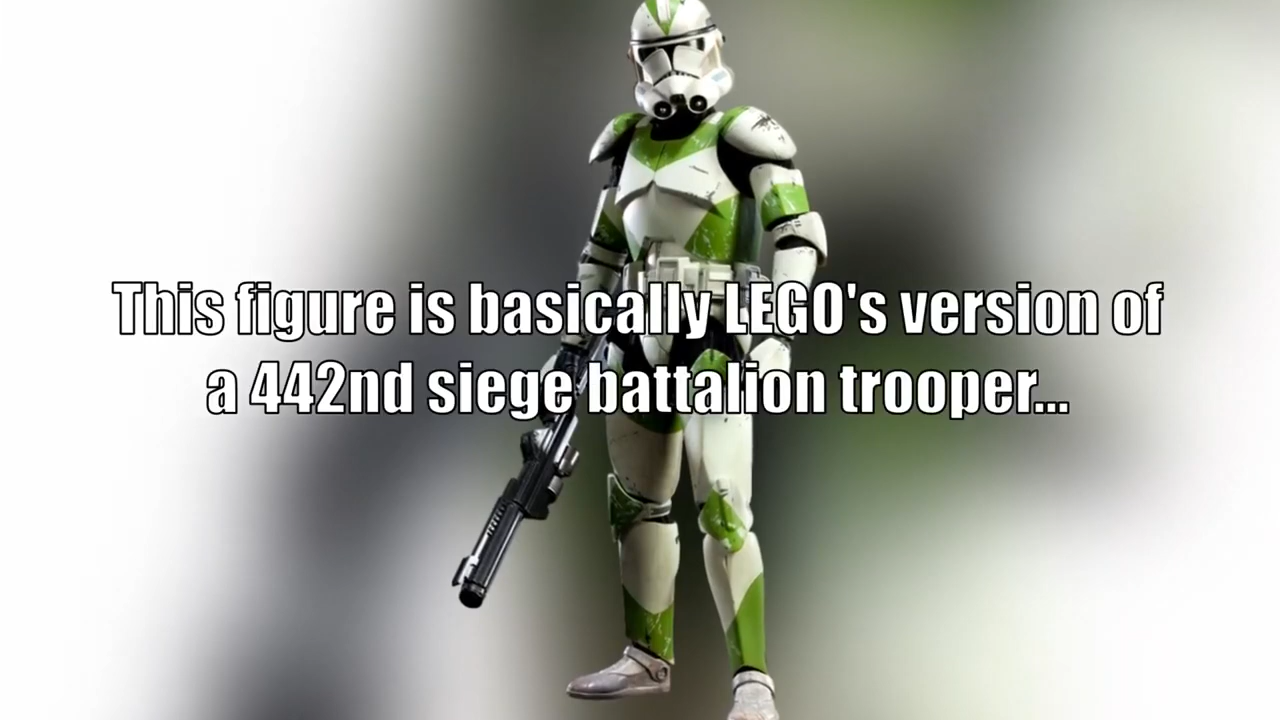 This figure is basically LEGO's version of
a 442nd siege battalion trooper...